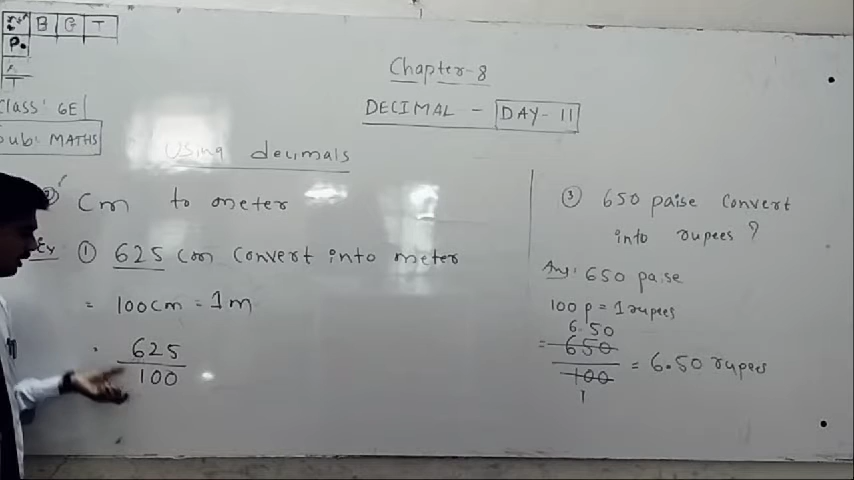 B G T
P.
T
Class: 6E
Sub: MATHS
Chapter-8
DECIMAL - DAY-11
Using decimals
② Cm to meter
Ex ① 625 cm convert into meter
= 100cm = 1m
625
100
③ 650 paise convert
into rupees ?
Ans: 650 paise
100 p = 1 rupees
6.50
= 650
100 = 6.50 rupees
1